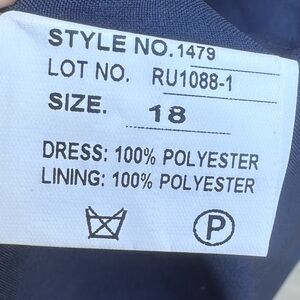 STYLE NO. 1479
LOT NO. RU1088-1
SIZE. 18
DRESS: 100% POLYESTER
LINING: 100% POLYESTER
P